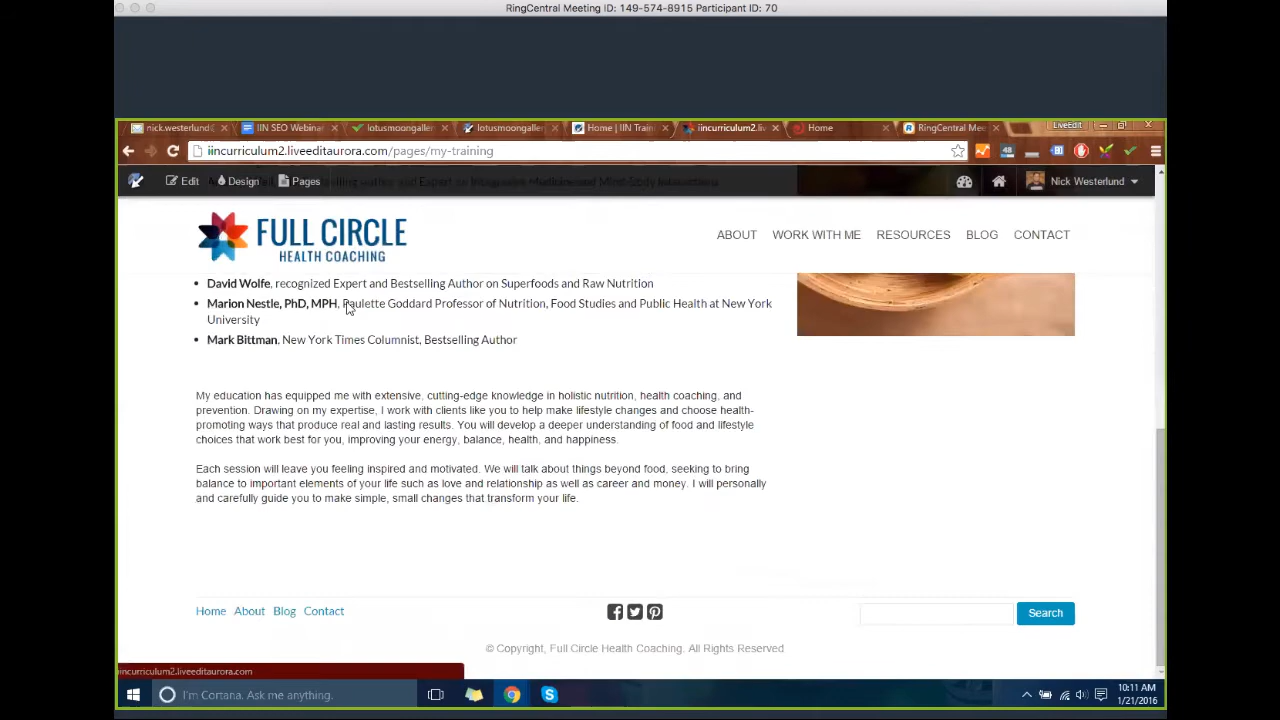 RingCentral Meeting ID: 149-574-8915 Participant ID: 70
nick.westerlund@ IIN SEO Webinar lotusmoongaller lotusmoongaller Home | IIN Train iincurriculum2.liv Home RingCentral Mee LiveEdit
iincurriculum2.liveeditaurora.com/pages/my-training
Edit Design Pages Nick Westerlund
FULL CIRCLE
HEALTH COACHING
ABOUT WORK WITH ME RESOURCES BLOG CONTACT
• David Wolfe, recognized Expert and Bestselling Author on Superfoods and Raw Nutrition
• Marion Nestle, PhD, MPH, Paulette Goddard Professor of Nutrition, Food Studies and Public Health at New York
University
• Mark Bittman, New York Times Columnist, Bestselling Author
My education has equipped me with extensive, cutting-edge knowledge in holistic nutrition, health coaching, and
prevention. Drawing on my expertise, I work with clients like you to help make lifestyle changes and choose health-
promoting ways that produce real and lasting results. You will develop a deeper understanding of food and lifestyle
choices that work best for you, improving your energy, balance, health, and happiness.
Each session will leave you feeling inspired and motivated. We will talk about things beyond food, seeking to bring
balance to important elements of your life such as love and relationship as well as career and money. I will personally
and carefully guide you to make simple, small changes that transform your life.
Home About Blog Contact
Search
© Copyright, Full Circle Health Coaching. All Rights Reserved
iincurriculum2.liveeditaurora.com
I'm Cortana. Ask me anything.
10:11 AM
1/21/2016